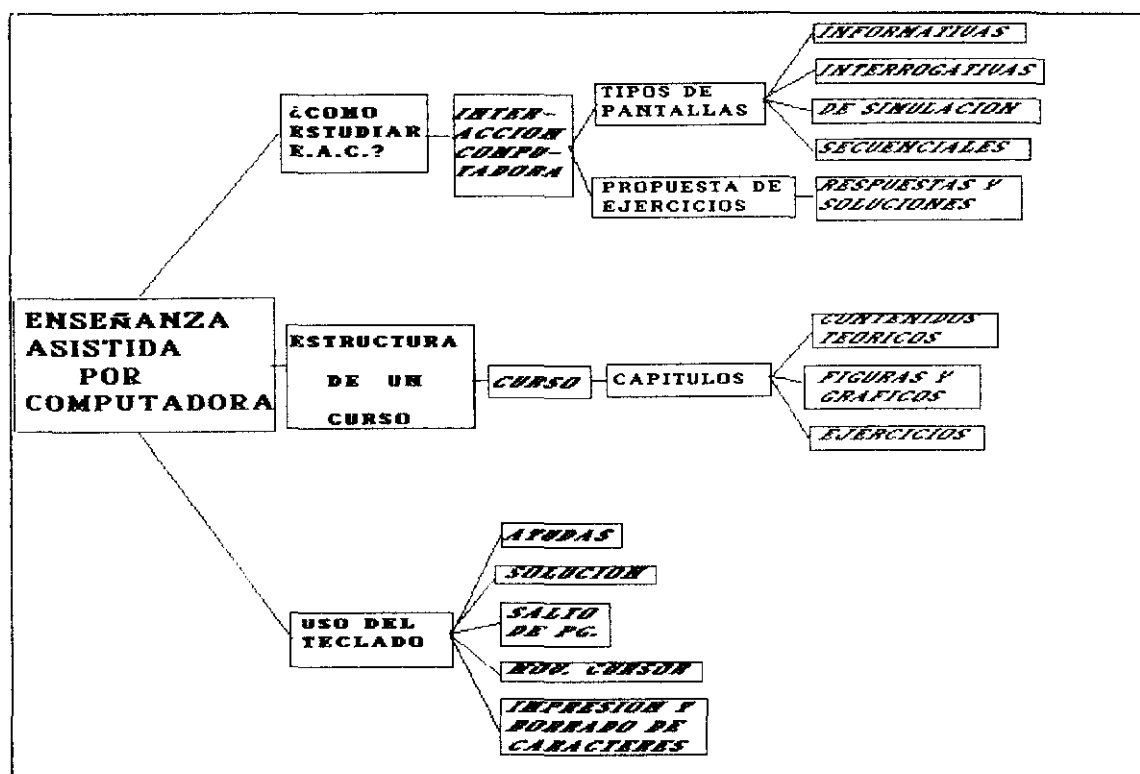 ¿COMO
ESTUDIAR
E.A.C.?
INTER-
ACCION
COMPU-
TADORA
TIPOS DE
PANTALLAS
INFORMATIVAS
INTERROGATIVAS
DE SIMULACION
SECUENCIALES
PROPUESTA DE
EJERCICIOS
RESPUESTAS Y
SOLUCIONES
ENSEÑANZA
ASISTIDA
POR
COMPUTADORA
ESTRUCTURA
DE UN
CURSO
CURSO
CAPITULOS
CONTENIDOS
TEORICOS
FIGURAS Y
GRAFICOS
EJERCICIOS
USO DEL
TECLADO
AYUDAS
SOLUCION
SALTO
DE PG.
MOV. CURSOR
IMPRESION Y
BORRADO DE
CARACTERES